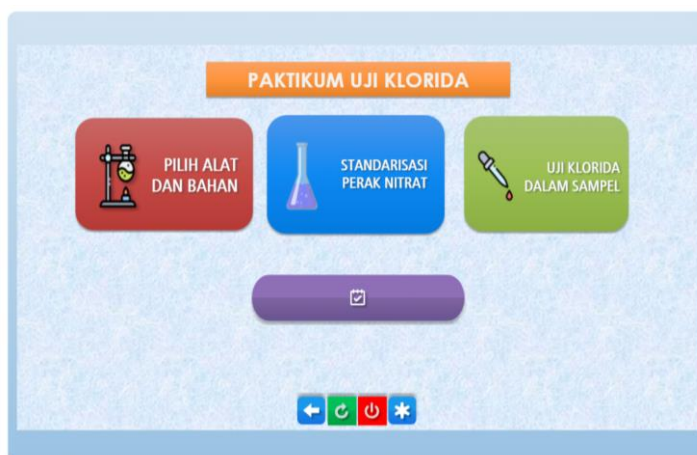 PAKTIKUM UJI KLORIDA
PILIH ALAT
DAN BAHAN
STANDARISASI
PERAK NITRAT
UJI KLORIDA
DALAM SAMPEL